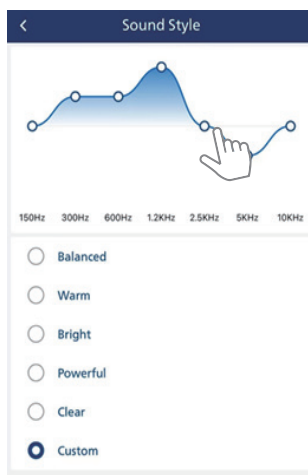 Sound Style
150Hz 300Hz 600Hz 1.2KHz 2.5KHz 5KHz 10KHz
Balanced
Warm
Bright
Powerful
Clear
Custom